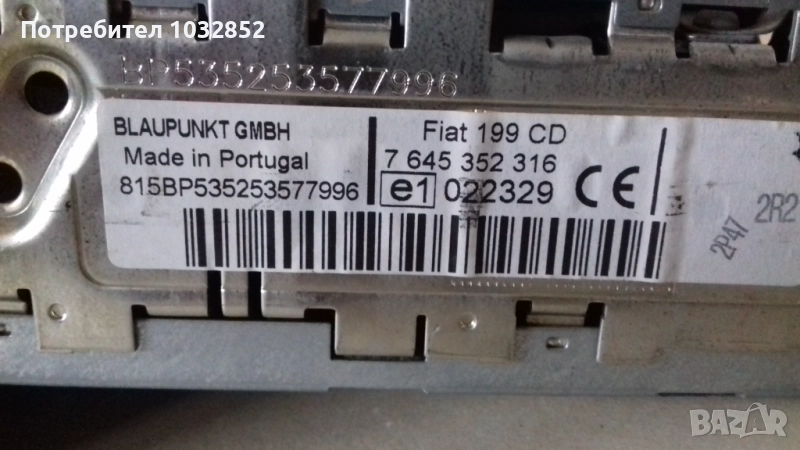 Потребител 1032852
BP535253577996
BLAUPUNKT GMBH
Made in Portugal
815BP535253577996
Fiat 199 CD
7 645 352 316
e1 022329 CE
2P47
2R2
BAZAR